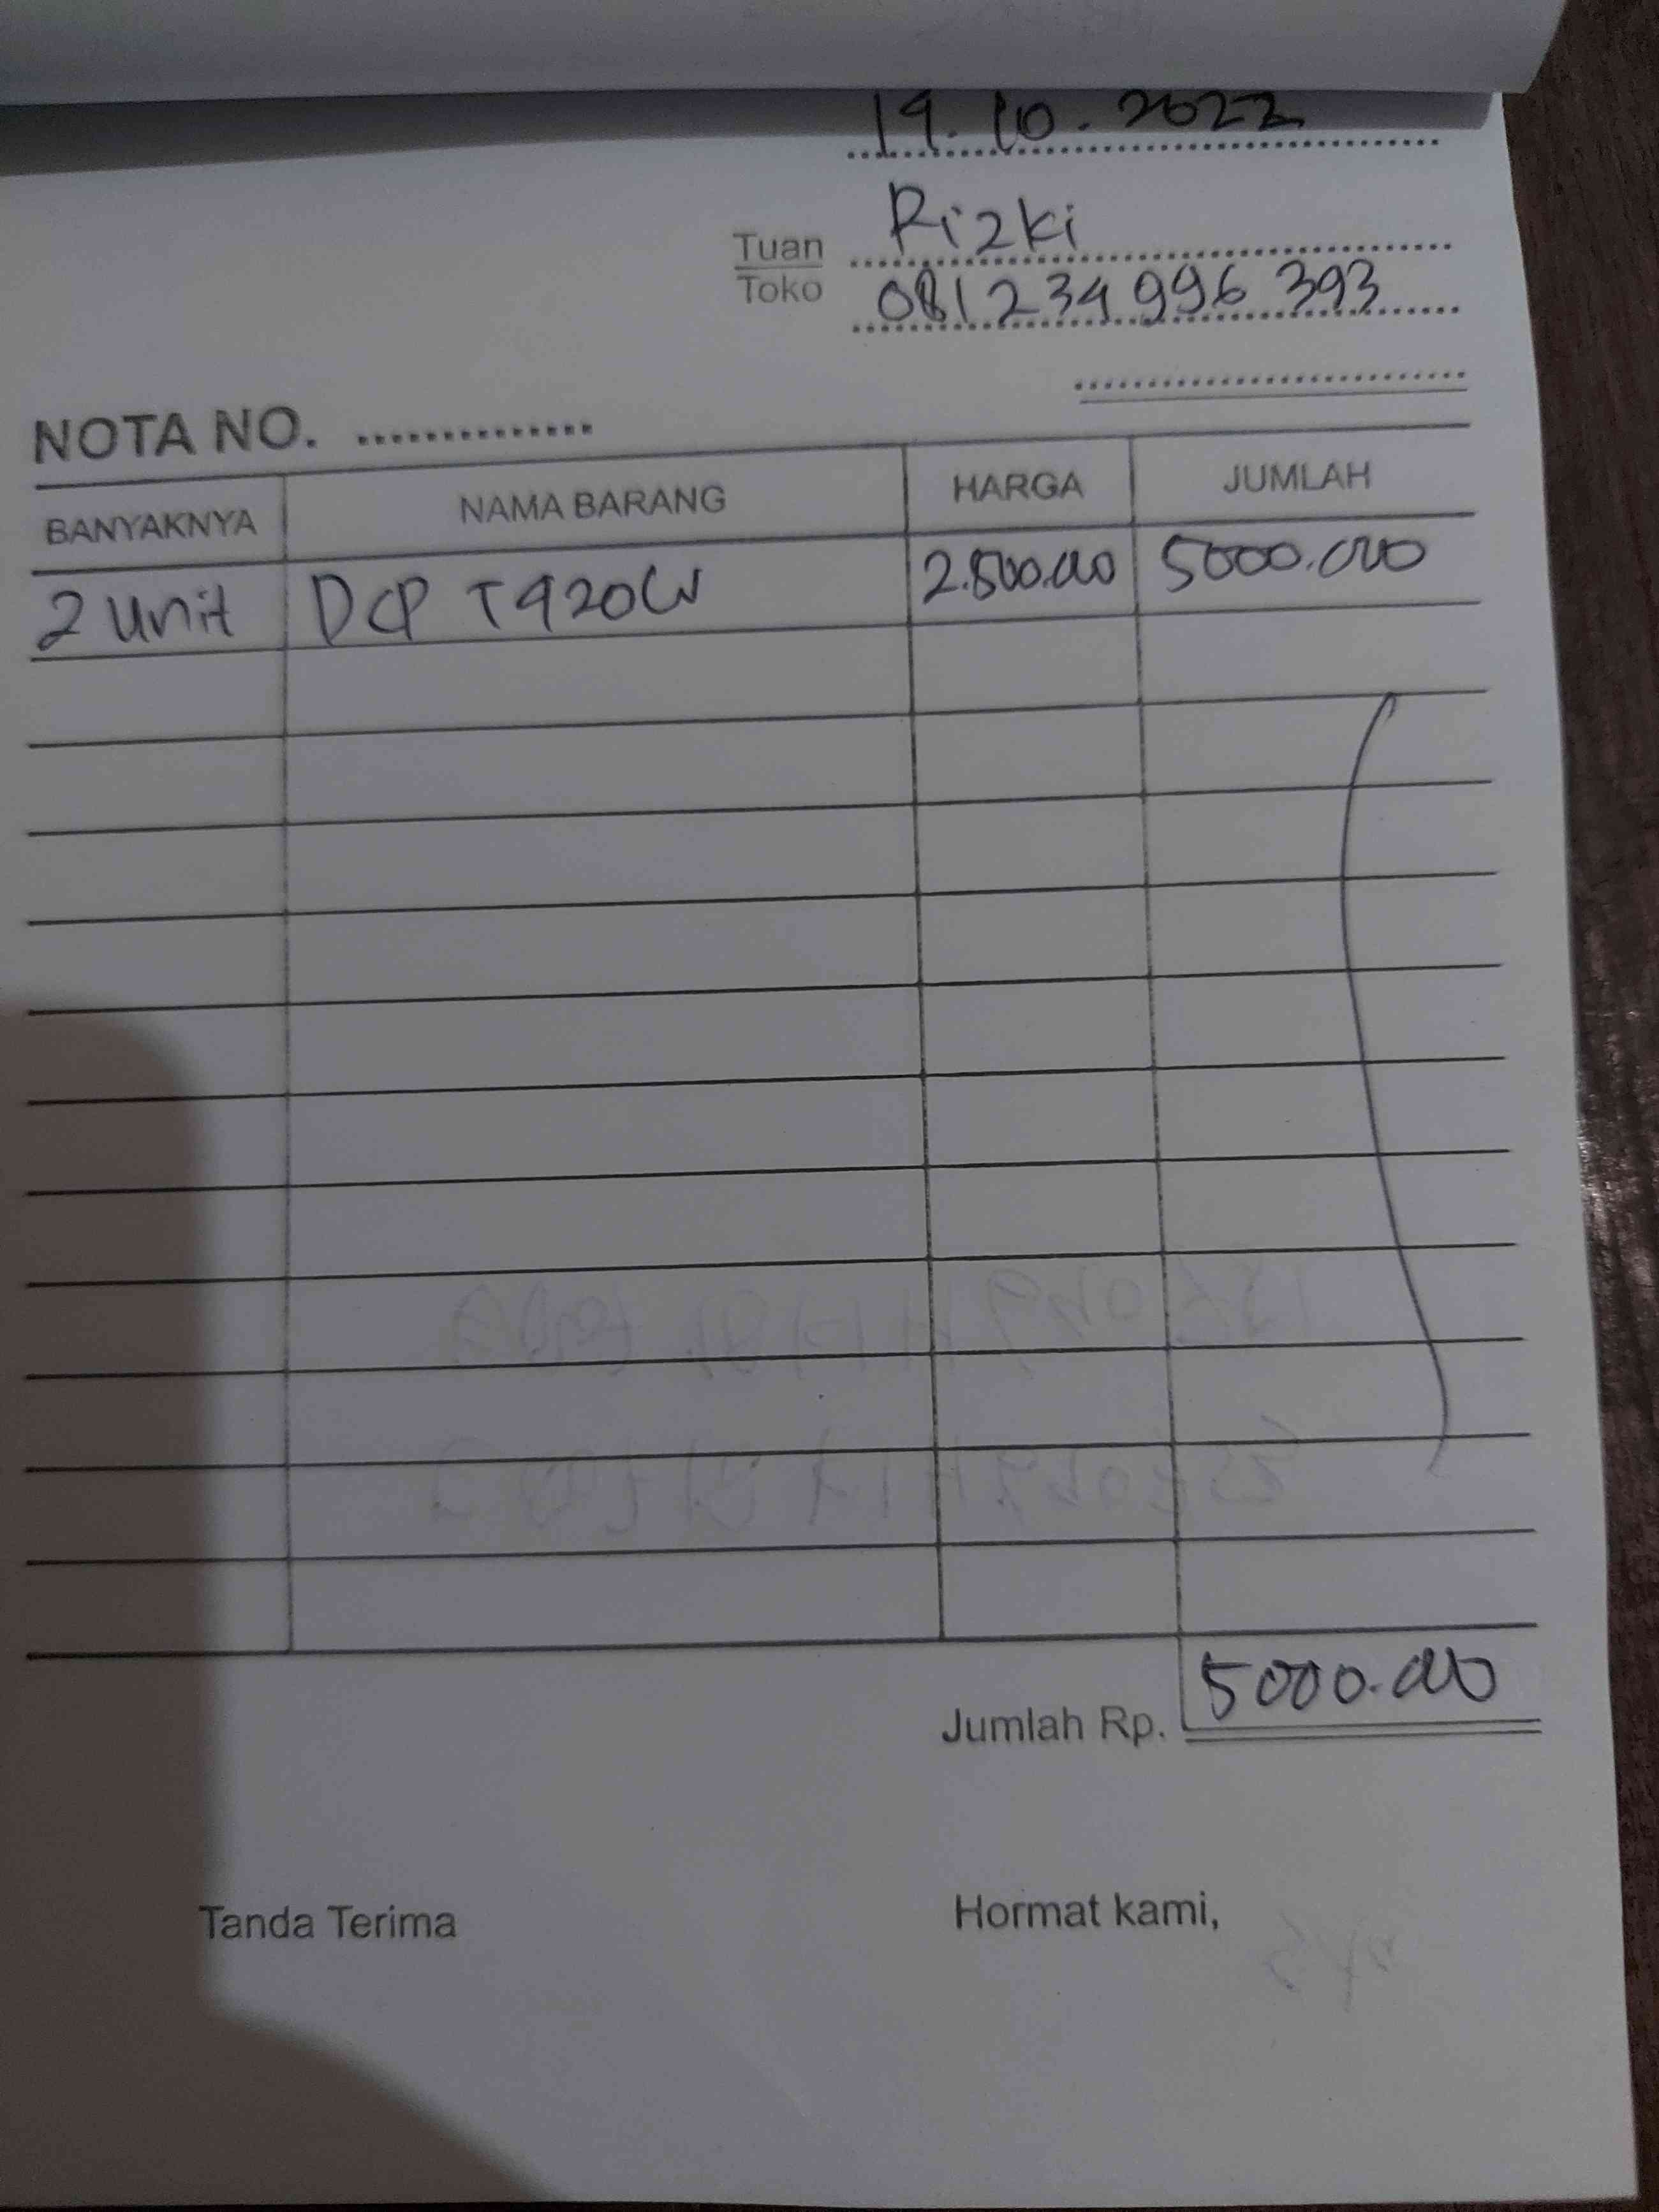 19.10.2022
Tuan Rizki
Toko 081234996393
NOTA NO. ..............
BANYAKNYA NAMA BARANG HARGA JUMLAH
2 Unit DCP T920W 2.500.000 5000.000
Jumlah Rp. 5000.000
Tanda Terima Hormat kami,